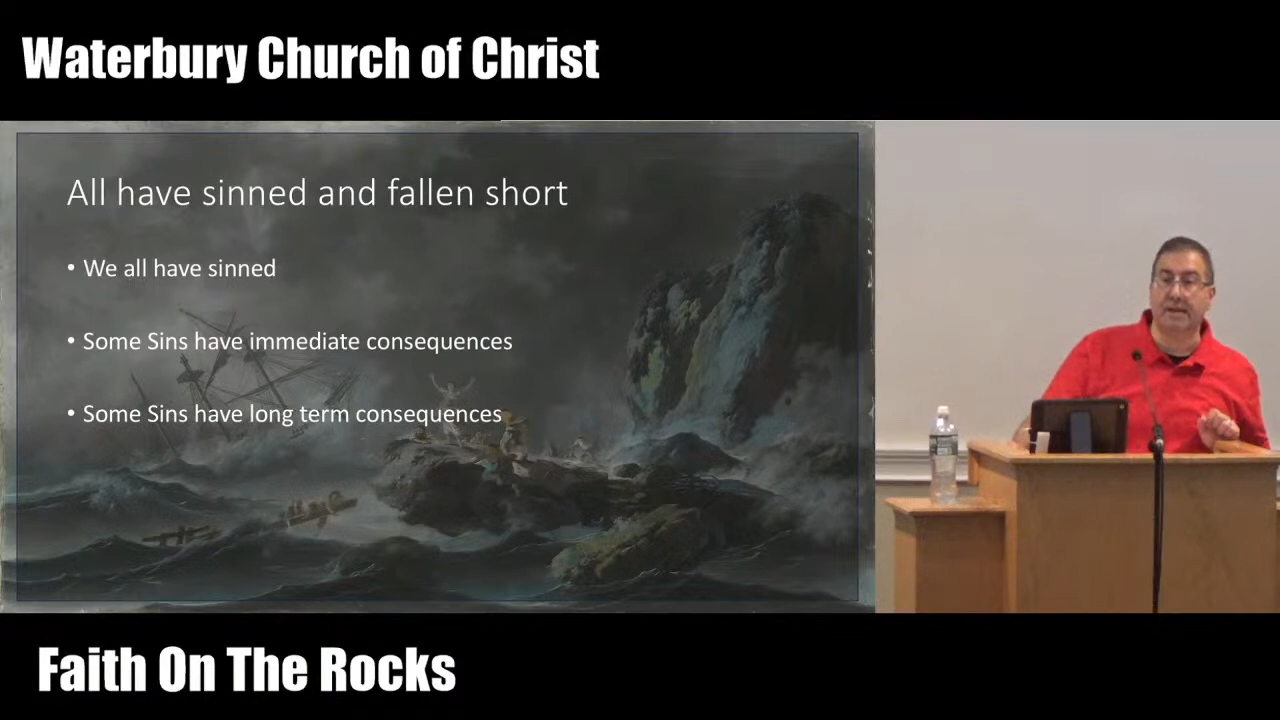 Waterbury Church of Christ
All have sinned and fallen short
• We all have sinned
• Some Sins have immediate consequences
• Some Sins have long term consequences
Faith On The Rocks